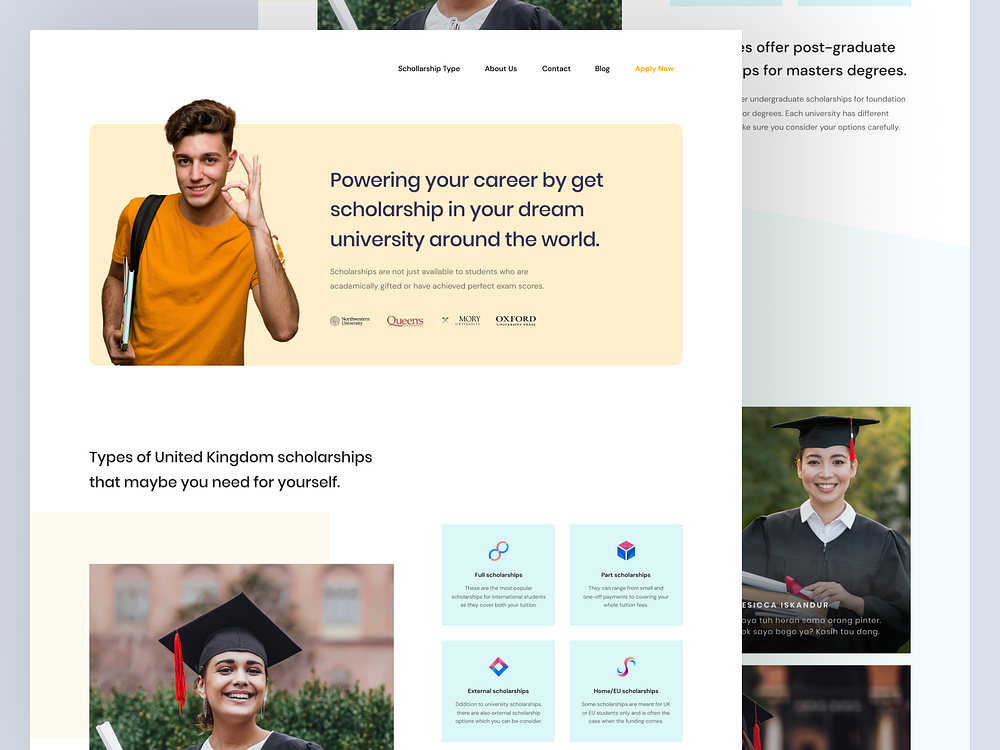 Schollarship Type
About Us
Contact
Blog
Apply Now
Powering your career by get
scholarship in your dream
university around the world.
Scholarships are not just available to students who are
academically gifted or have achieved perfect exam scores.
Northwestern
University
Queen's
MORY
UNIVERSITY
OXFORD
UNIVERSITY PRESS
Types of United Kingdom scholarships
that maybe you need for yourself.
Full scholarships
These are the most popular
scholarships for international students
as they cover both your tuition.
Part scholarships
They can range from small and
one-off payments to covering your
whole tuition fees.
External scholarships
Dddition to university scholarships,
there are also external scholarship
options which you can be consider.
Home/EU scholarships
Some scholarships are meant for UK
or EU students only and is often the
case when the funding comes.
es offer post-graduate
ps for masters degrees.
er undergraduate scholarships for foundation
or degrees. Each university has different
ke sure you consider your options carefully.
ESICCA ISKANDUR
aya tuh heran sama orang pinter.
ok saya bego ya? Kasih tau dong.